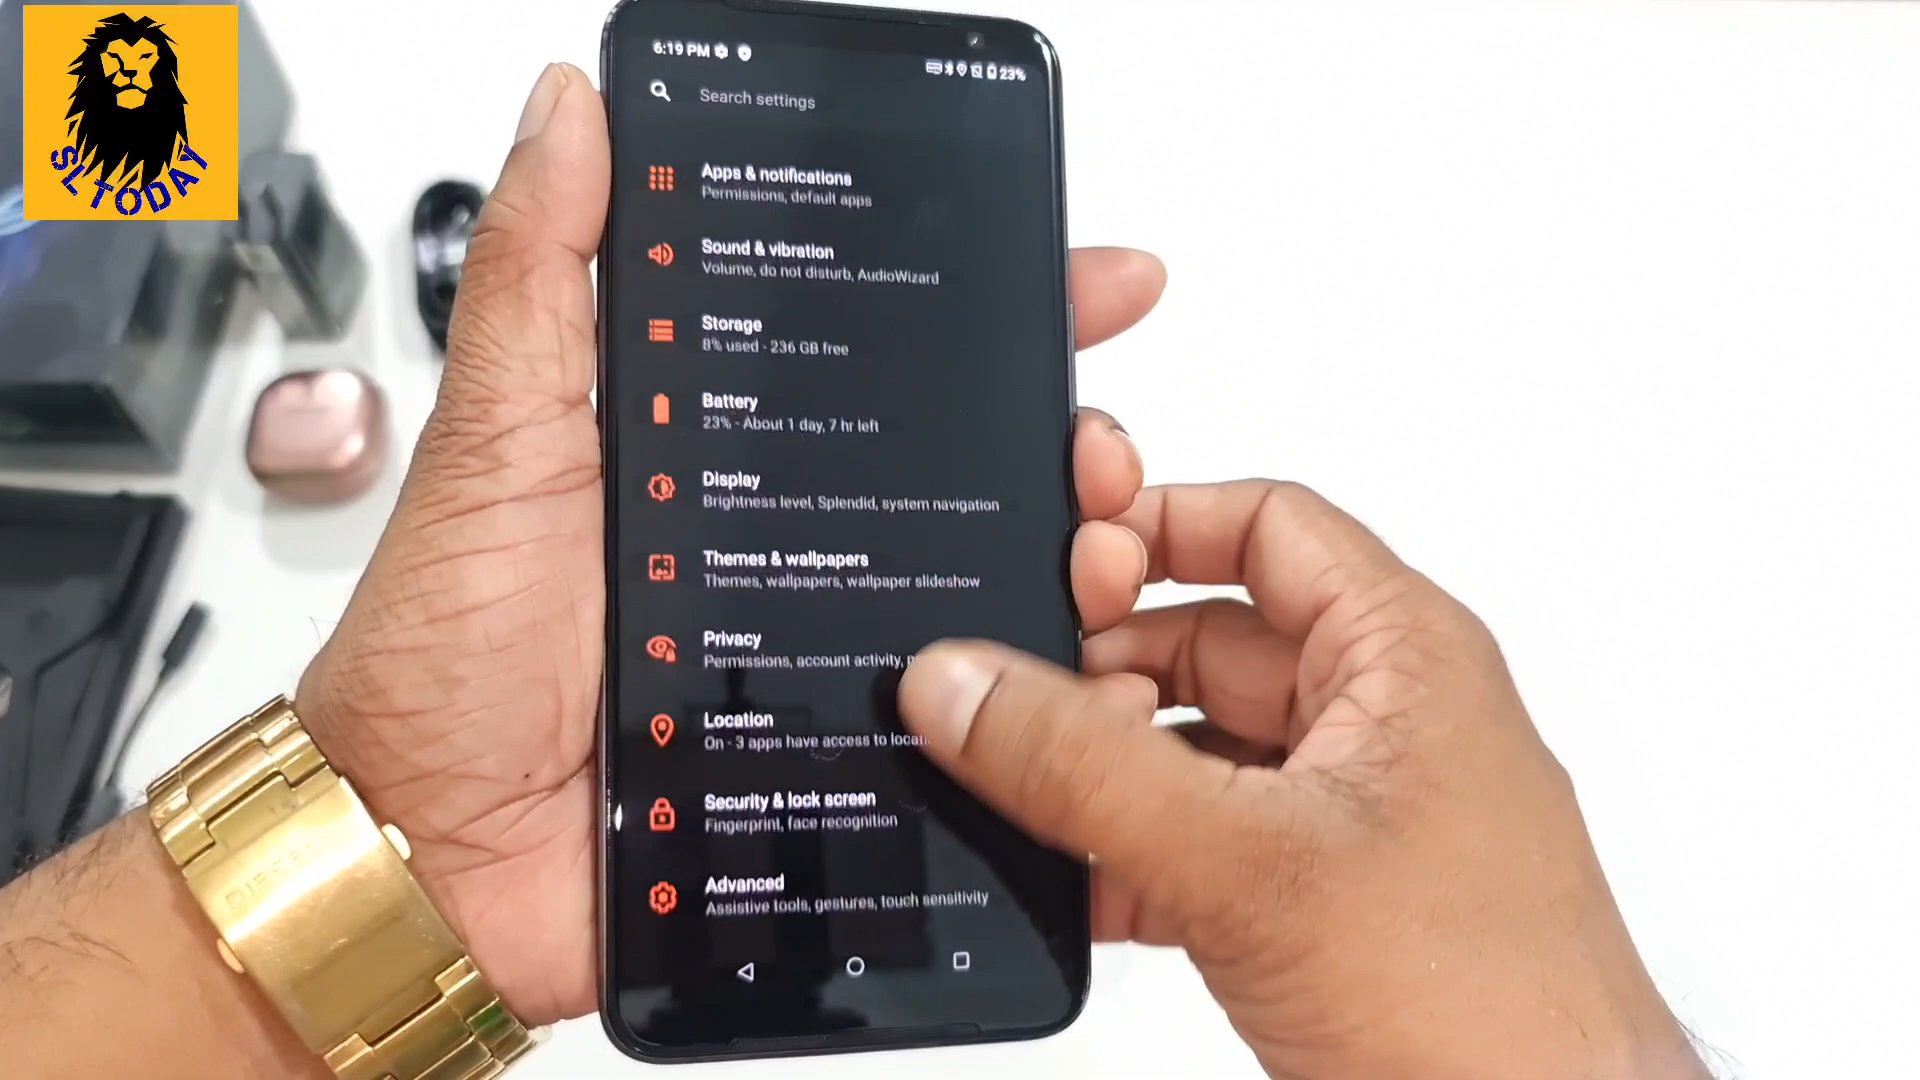 SLTODAY
6:19 PM
23%
Search settings
Apps & notifications
Permissions, default apps
Sound & vibration
Volume, do not disturb, AudioWizard
Storage
8% used - 236 GB free
Battery
23% - About 1 day, 7 hr left
Display
Brightness level, Splendid, system navigation
Themes & wallpapers
Themes, wallpapers, wallpaper slideshow
Privacy
Permissions, account activity,
Location
On - 3 apps have access to
Security & lock screen
Fingerprint, face recognition
Advanced
Assistive tools, gestures, touch sensitivity
DIESEL